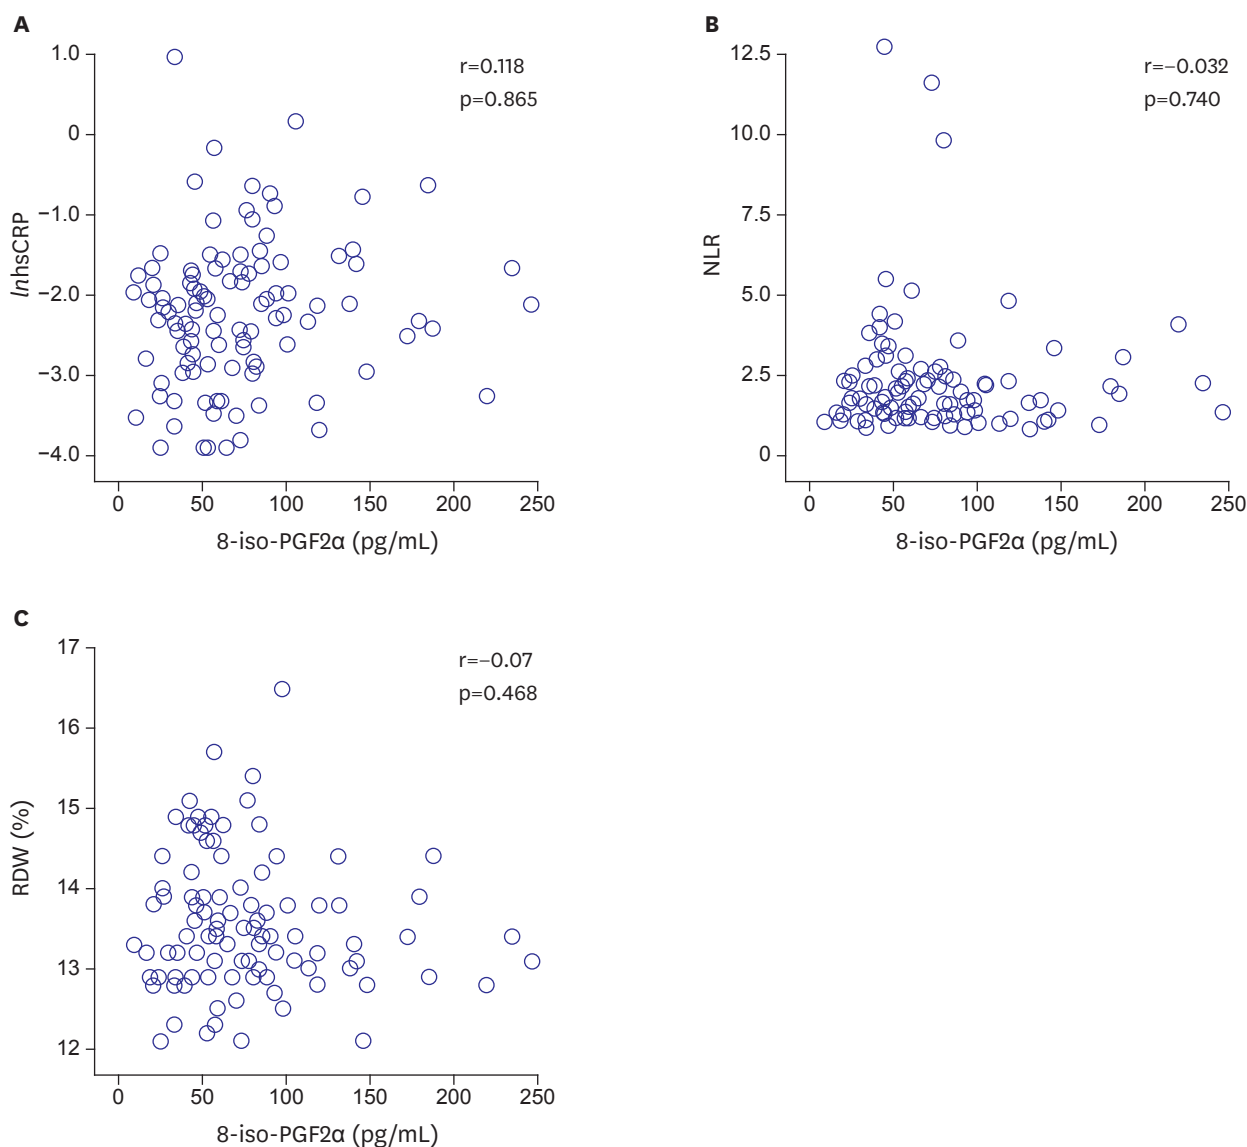 A
1.0
0
−1.0
−2.0
−3.0
−4.0
lnhsCRP
r=0.118
p=0.865
0
50
100
150
200
250
8-iso-PGF2α (pg/mL)
B
12.5
10.0
7.5
5.0
2.5
0
NLR
r=−0.032
p=0.740
0
50
100
150
200
250
8-iso-PGF2α (pg/mL)
C
17
16
15
14
13
12
RDW (%)
r=−0.07
p=0.468
0
50
100
150
200
250
8-iso-PGF2α (pg/mL)